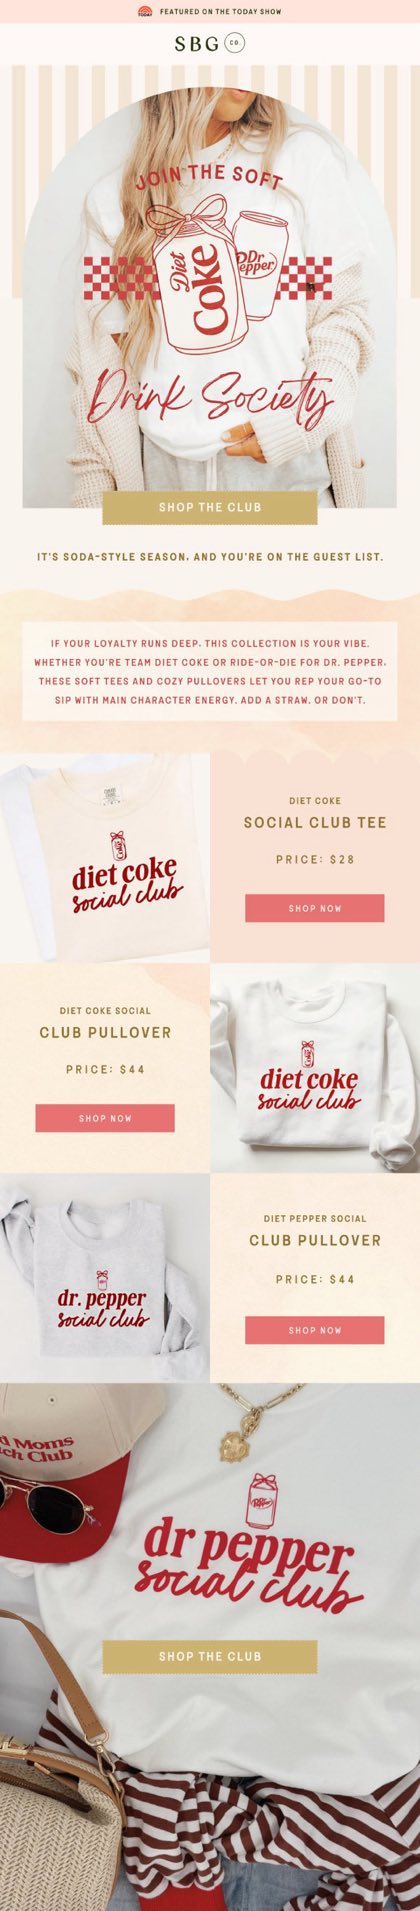 TODAY
FEATURED ON THE TODAY SHOW
SBG CO.
JOIN THE SOFT
Diet
Coke
Dr
Pepper
Drink Society
SHOP THE CLUB
IT'S SODA-STYLE SEASON, AND YOU'RE ON THE GUEST LIST.
IF YOUR LOYALTY RUNS DEEP, THIS COLLECTION IS YOUR VIBE.
WHETHER YOU'RE TEAM DIET COKE OR RIDE-OR-DIE FOR DR. PEPPER,
THESE SOFT TEES AND COZY PULLOVERS LET YOU REP YOUR GO-TO
SIP WITH MAIN CHARACTER ENERGY. ADD A STRAW. OR DON'T.
Coke
diet coke
social club
DIET COKE
SOCIAL CLUB TEE
PRICE: $28
SHOP NOW
DIET COKE SOCIAL
CLUB PULLOVER
PRICE: $44
SHOP NOW
Coke
diet coke
social club
dr. pepper
social club
DIET PEPPER SOCIAL
CLUB PULLOVER
PRICE: $44
SHOP NOW
d Moms
ch Club
Dr
Pepper
dr pepper
social club
SHOP THE CLUB